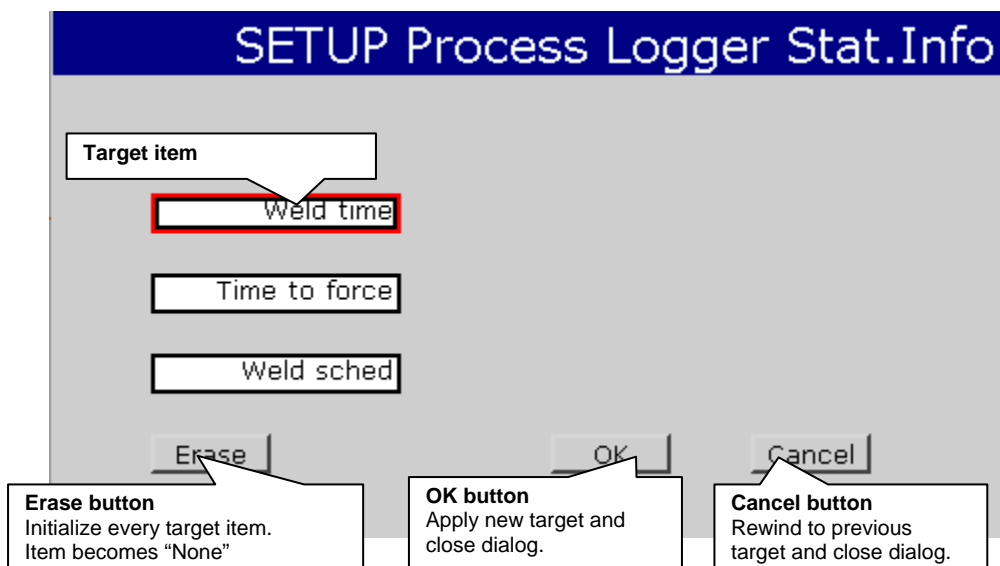 SETUP Process Logger Stat.Info
Target item
Weld time
Time to force
Weld sched
Erase
OK
Cancel
Erase button
Initialize every target item.
Item becomes “None”
OK button
Apply new target and
close dialog.
Cancel button
Rewind to previous
target and close dialog.